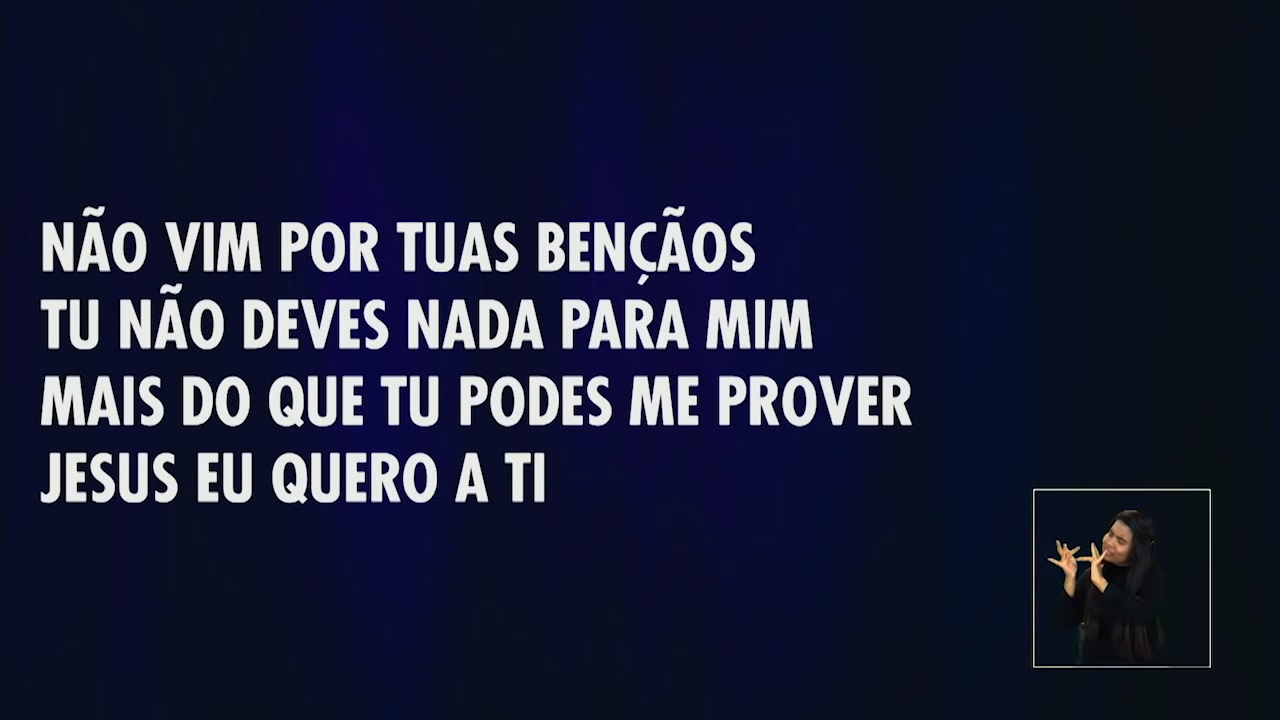 NÃO VIM POR TUAS BENÇÃOS
TU NÃO DEVES NADA PARA MIM
MAIS DO QUE TU PODES ME PROVER
JESUS EU QUERO A TI